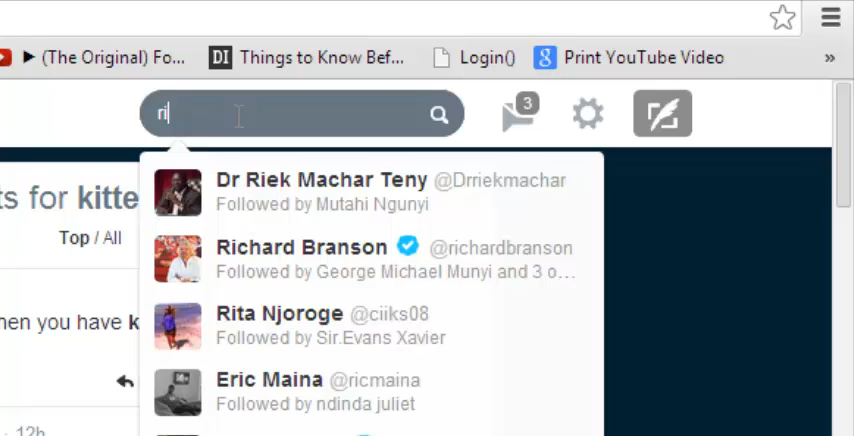 (The Original) Fo... DI Things to Know Bef... Login() 8 Print YouTube Video »
ri 3
Dr Riek Machar Teny @Drriekmachar
Followed by Mutahi Ngunyi
ts for kitte
Top / All
Richard Branson @richardbranson
Followed by George Michael Munyi and 3 o...
Rita Njoroge @ciiks08
hen you have k
Followed by Sir.Evans Xavier
Eric Maina @ricmaina
Followed by ndinda juliet
· 12h